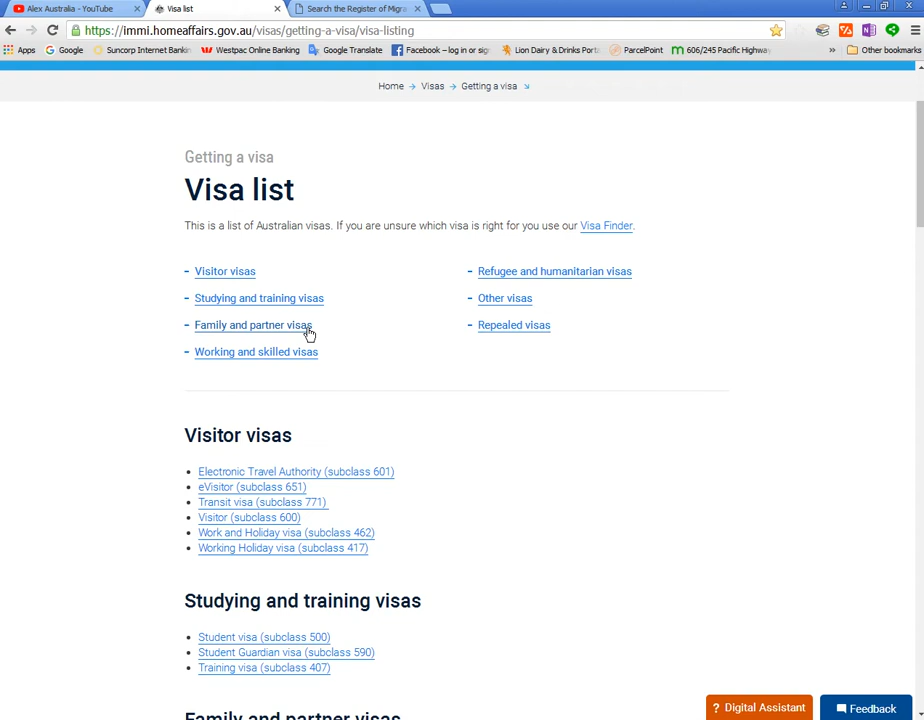 Alex Australia - YouTube
Visa list
Search the Register of Migra
https://immi.homeaffairs.gov.au/visas/getting-a-visa/visa-listing
Apps
Google
Suncorp Internet Bankin
Westpac Online Banking
Google Translate
Facebook – log in or sig
Lion Dairy & Drinks Porta
ParcelPoint
606/245 Pacific Highway
»
Other bookmarks
Home → Visas → Getting a visa
Getting a visa
Visa list
This is a list of Australian visas. If you are unsure which visa is right for you use our Visa Finder.
- Visitor visas
- Studying and training visas
- Family and partner visas
- Working and skilled visas
- Refugee and humanitarian visas
- Other visas
- Repealed visas
Visitor visas
• Electronic Travel Authority (subclass 601)
• eVisitor (subclass 651)
• Transit visa (subclass 771)
• Visitor (subclass 600)
• Work and Holiday visa (subclass 462)
• Working Holiday visa (subclass 417)
Studying and training visas
• Student visa (subclass 500)
• Student Guardian visa (subclass 590)
• Training visa (subclass 407)
Family and partner visas
? Digital Assistant
Feedback